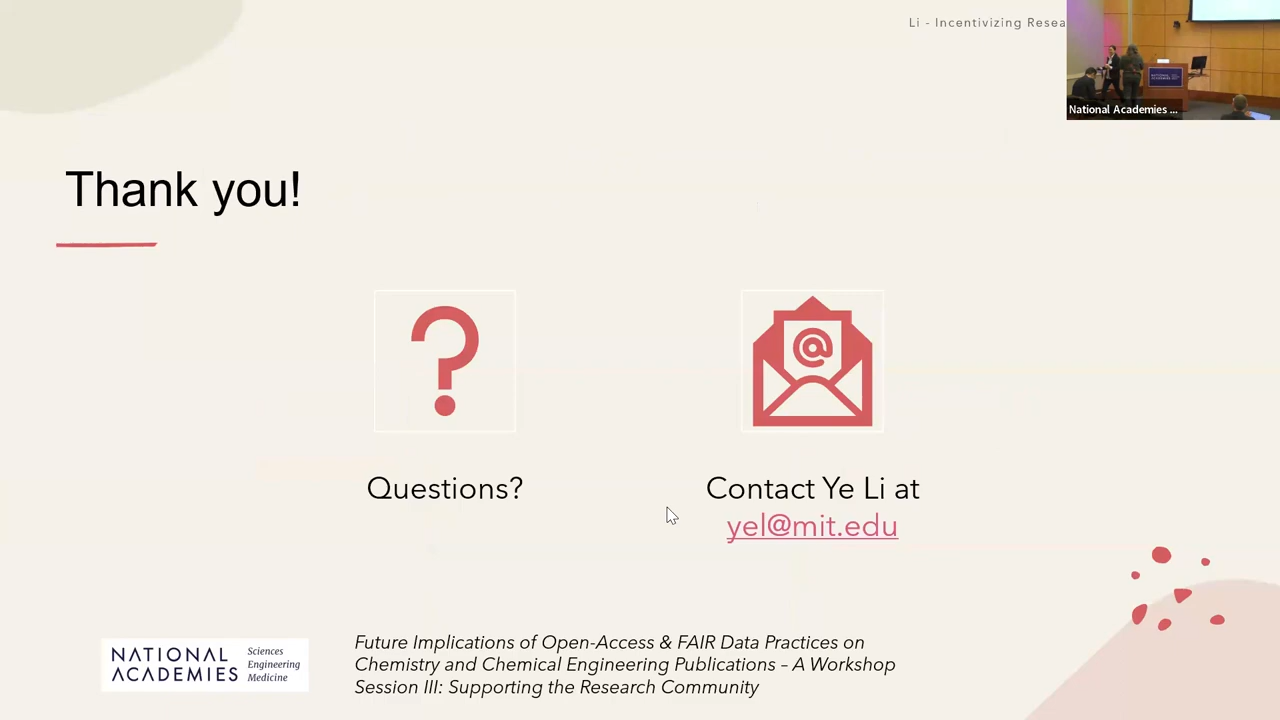 Li - Incentivizing Resea
National Academies ...
Thank you!
Questions?
Contact Ye Li at
yel@mit.edu
NATIONAL ACADEMIES
Sciences
Engineering
Medicine
Future Implications of Open-Access & FAIR Data Practices on
Chemistry and Chemical Engineering Publications – A Workshop
Session III: Supporting the Research Community